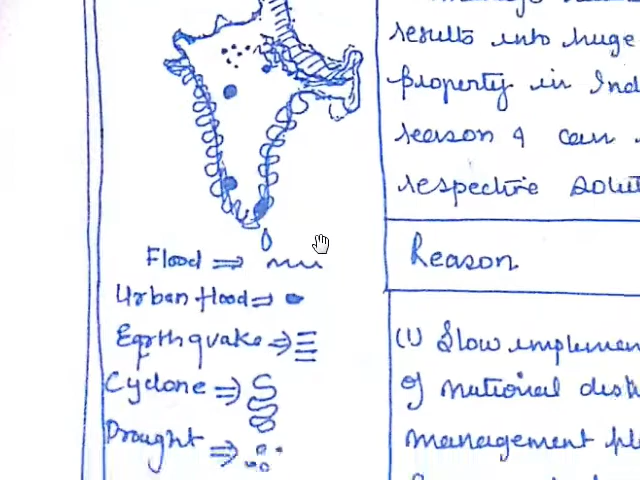 results into huge
property in Ind
reason & can
respective solut
Flood ⇒
Reason
Urban flood ⇒
Earthquake ⇒
(1) Slow implemen
Cyclone ⇒
of national dis
Drought ⇒
management pl